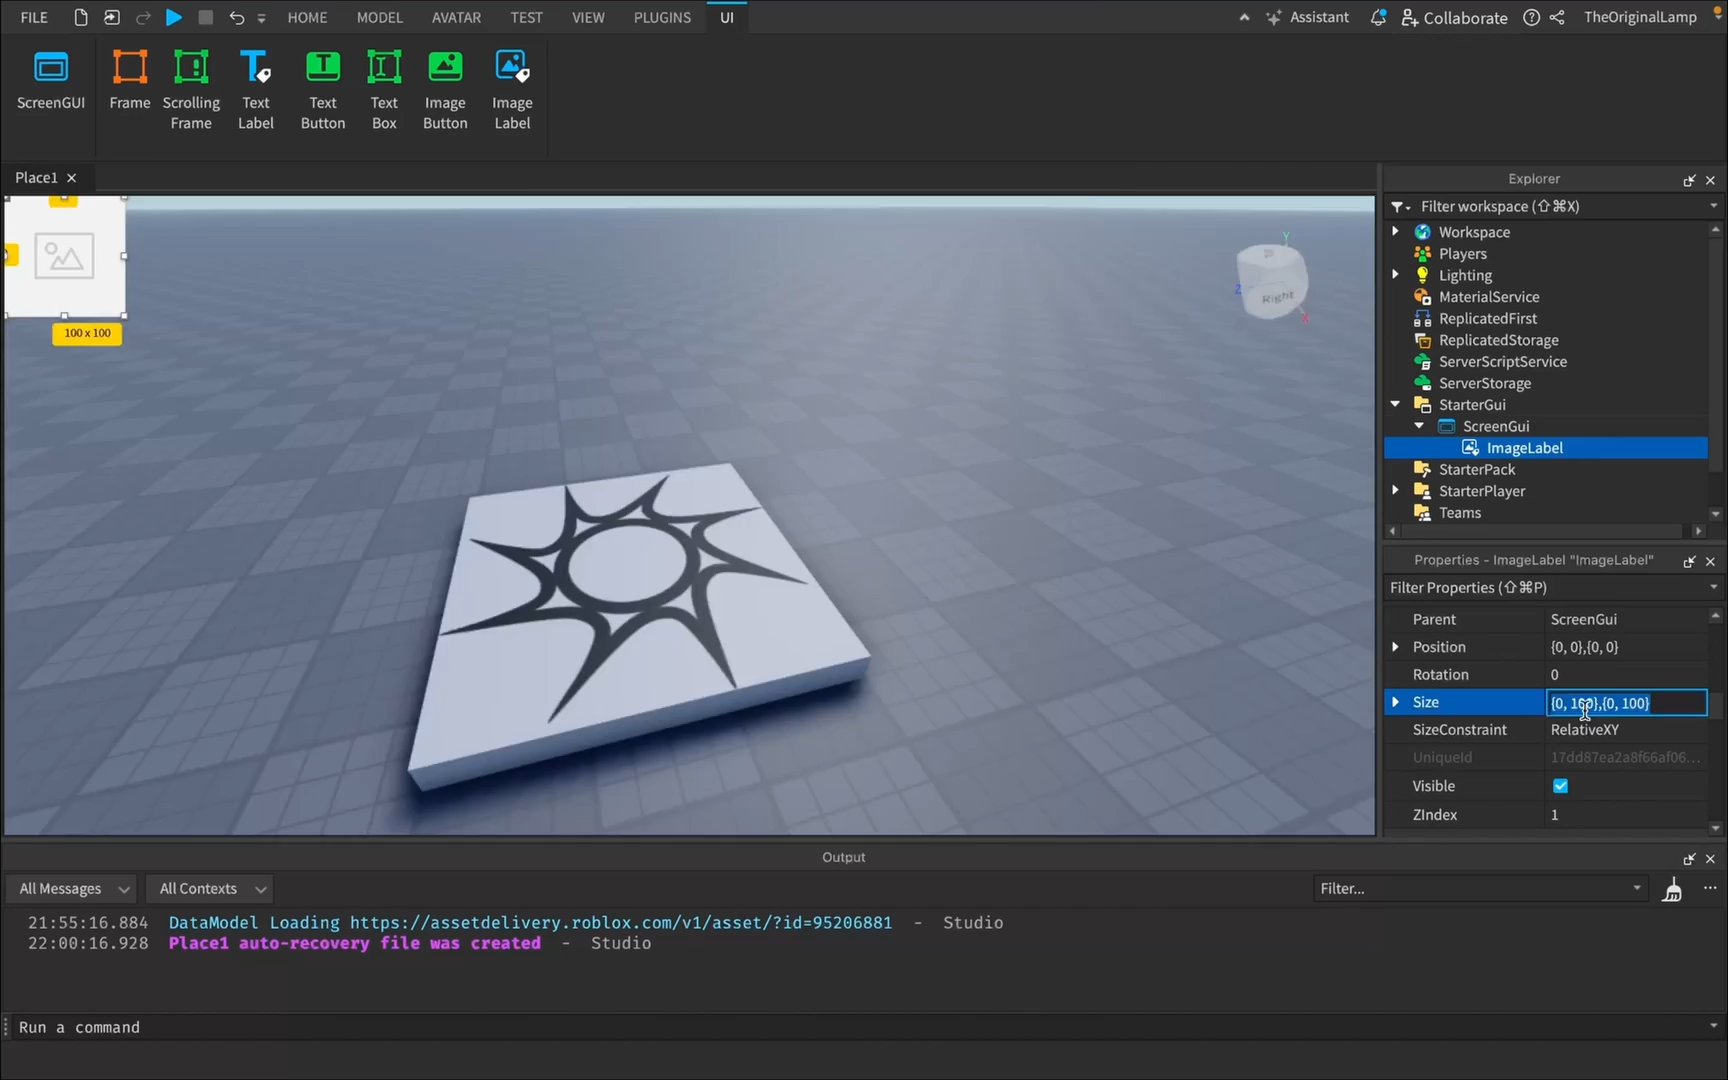 FILE HOME MODEL AVATAR TEST VIEW PLUGINS UI Assistant Collaborate TheOriginalLamp
ScreenGUI
Frame
Scrolling
Frame
Text
Label
Text
Button
Text
Box
Image
Button
Image
Label
Place1
100 x 100
Y
Z
X
Right
Explorer
Filter workspace (⇧⌘X)
Workspace
Players
Lighting
MaterialService
ReplicatedFirst
ReplicatedStorage
ServerScriptService
ServerStorage
StarterGui
ScreenGui
ImageLabel
StarterPack
StarterPlayer
Teams
Properties - ImageLabel "ImageLabel"
Filter Properties (⇧⌘P)
Parent ScreenGui
Position {0, 0},{0, 0}
Rotation 0
Size {0, 100},{0, 100}
SizeConstraint RelativeXY
UniqueId 17dd87ea2a8f66af06...
Visible
ZIndex 1
Output
All Messages All Contexts Filter... ...
21:55:16.884 DataModel Loading https://assetdelivery.roblox.com/v1/asset/?id=95206881 - Studio
22:00:16.928 Place1 auto-recovery file was created - Studio
Run a command